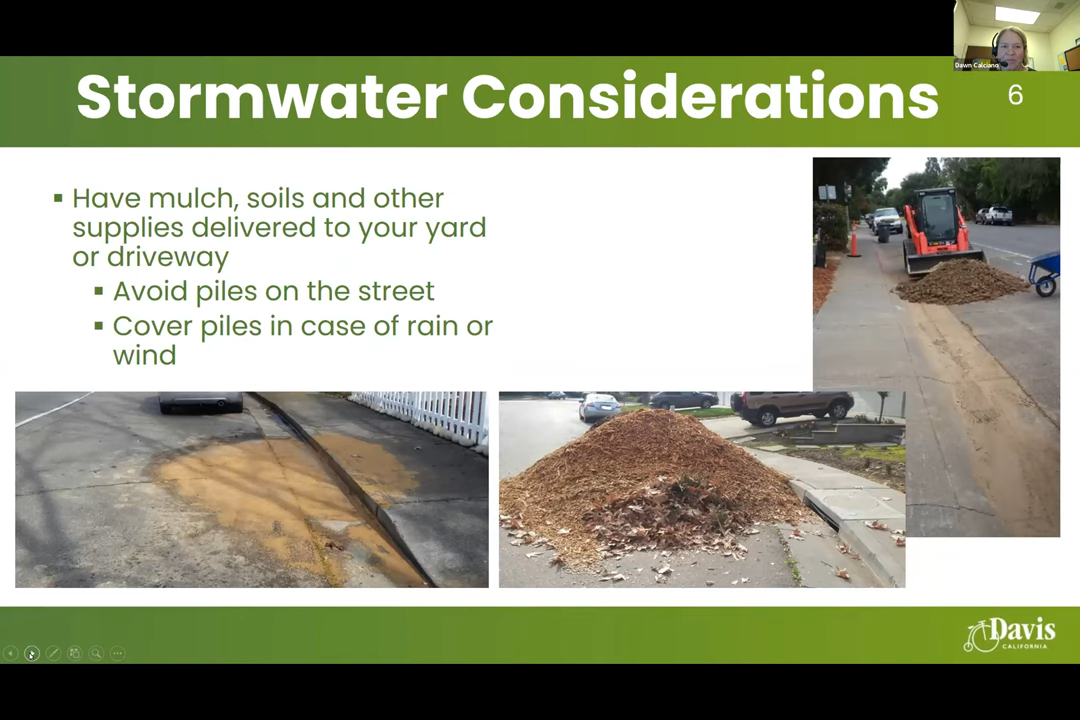 Dawn Calciano
Stormwater Considerations
6
Have mulch, soils and other
supplies delivered to your yard
or driveway
Avoid piles on the street
Cover piles in case of rain or
wind
Davis
CALIFORNIA